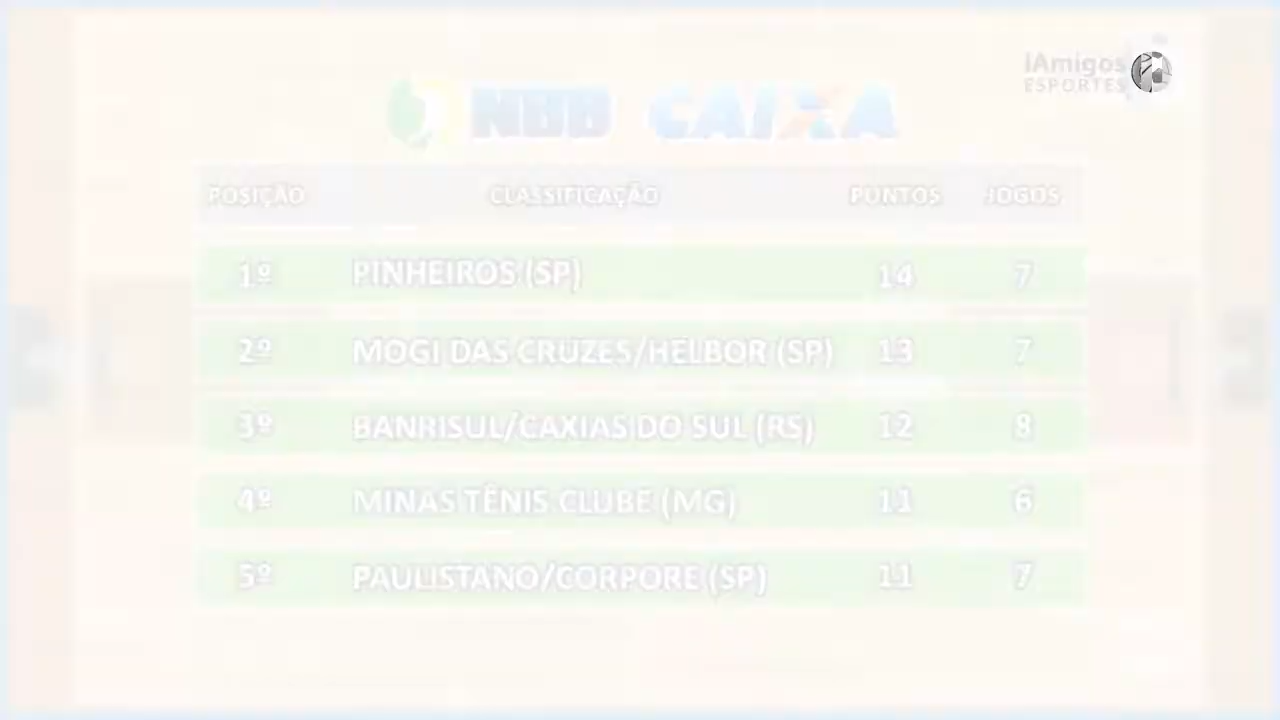 IAmigos
ESPORTES
NBB CAIXA
POSIÇÃO CLASSIFICAÇÃO PONTOS JOGOS
1º PINHEIROS (SP) 14 7
2º MOGI DAS CRUZES/HELBOR (SP) 13 7
3º BANRISUL/CAXIAS DO SUL (RS) 12 8
4º MINAS TÊNIS CLUBE (MG) 11 6
5º PAULISTANO/CORPORE (SP) 11 7